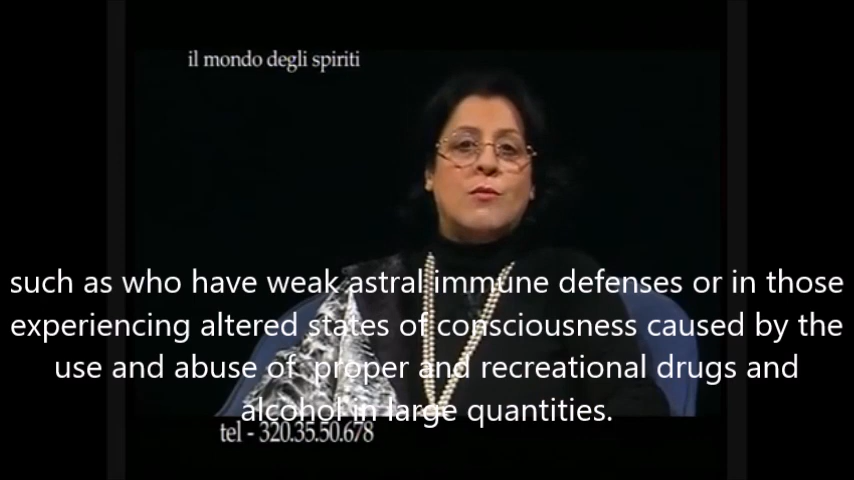 il mondo degli spiriti
such as who have weak astral immune defenses or in those
experiencing altered states of consciousness caused by the
use and abuse of  proper and recreational drugs and
alcohol in large quantities.
tel - 320.35.50.678